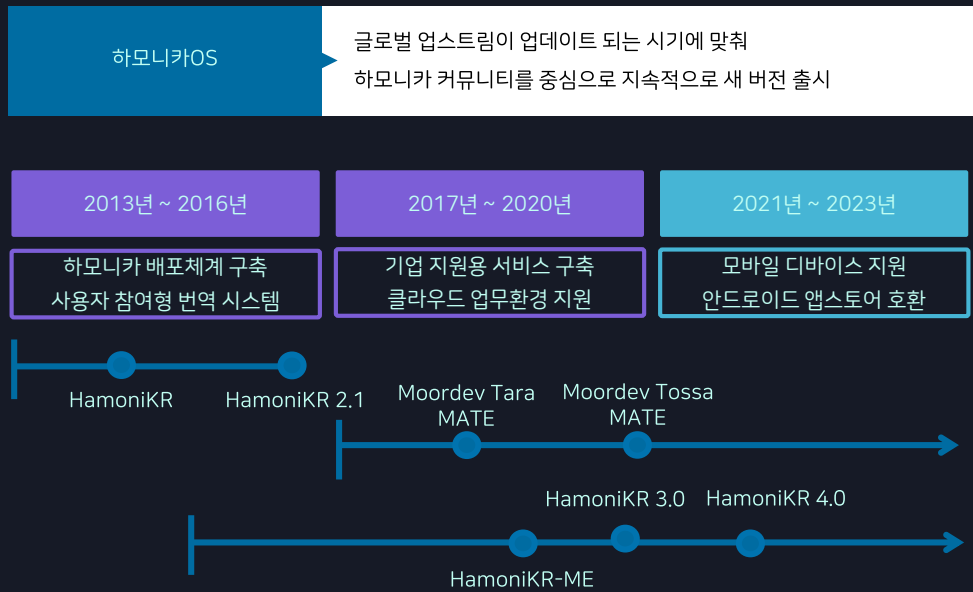 하모니카OS
글로벌 업스트림이 업데이트 되는 시기에 맞춰
하모니카 커뮤니티를 중심으로 지속적으로 새 버전 출시
2013년 ~ 2016년
2017년 ~ 2020년
2021년 ~ 2023년
하모니카 배포체계 구축
사용자 참여형 번역 시스템
기업 지원용 서비스 구축
클라우드 업무환경 지원
모바일 디바이스 지원
안드로이드 앱스토어 호환
HamoniKR
HamoniKR 2.1
Moordev Tara
MATE
Moordev Tossa
MATE
HamoniKR 3.0
HamoniKR 4.0
HamoniKR-ME